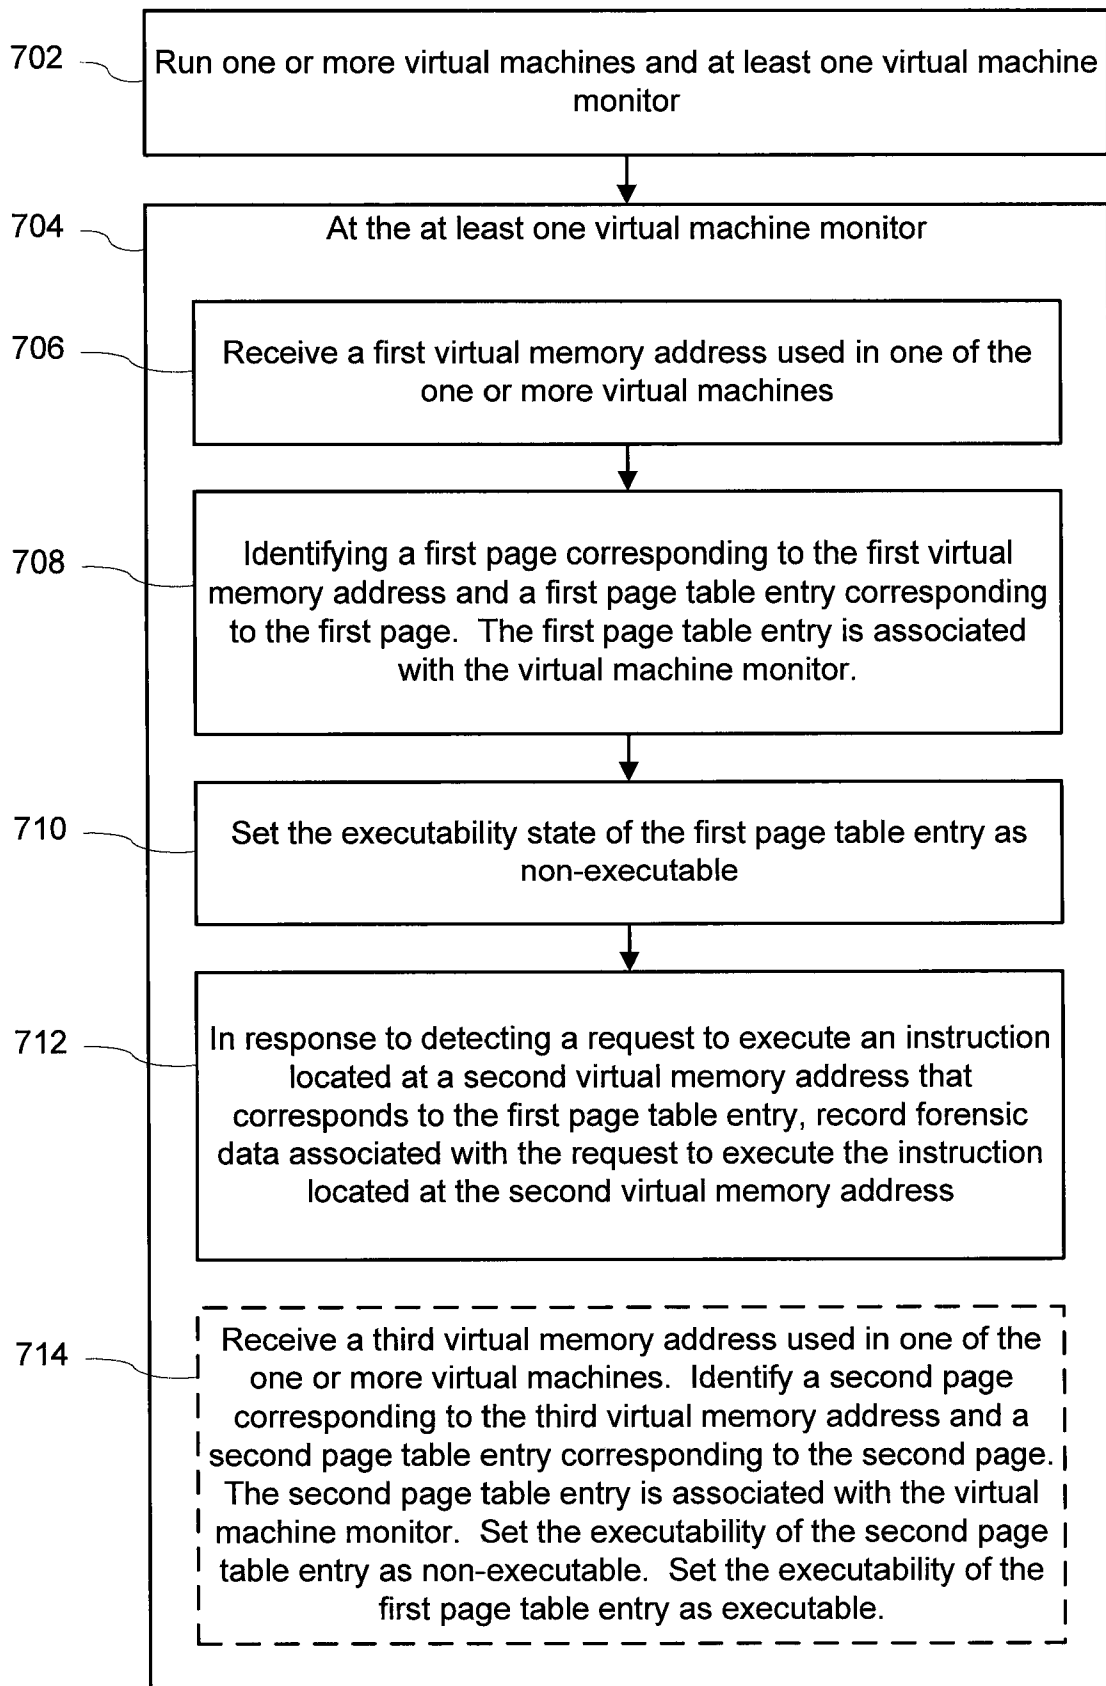 702
Run one or more virtual machines and at least one virtual machine
monitor
704
At the at least one virtual machine monitor
706
Receive a first virtual memory address used in one of the
one or more virtual machines
708
Identifying a first page corresponding to the first virtual
memory address and a first page table entry corresponding
to the first page.  The first page table entry is associated
with the virtual machine monitor.
710
Set the executability state of the first page table entry as
non-executable
712
In response to detecting a request to execute an instruction
located at a second virtual memory address that
corresponds to the first page table entry, record forensic
data associated with the request to execute the instruction
located at the second virtual memory address
714
Receive a third virtual memory address used in one of the
one or more virtual machines.  Identify a second page
corresponding to the third virtual memory address and a
second page table entry corresponding to the second page.
The second page table entry is associated with the virtual
machine monitor.  Set the executability of the second page
table entry as non-executable.  Set the executability of the
first page table entry as executable.